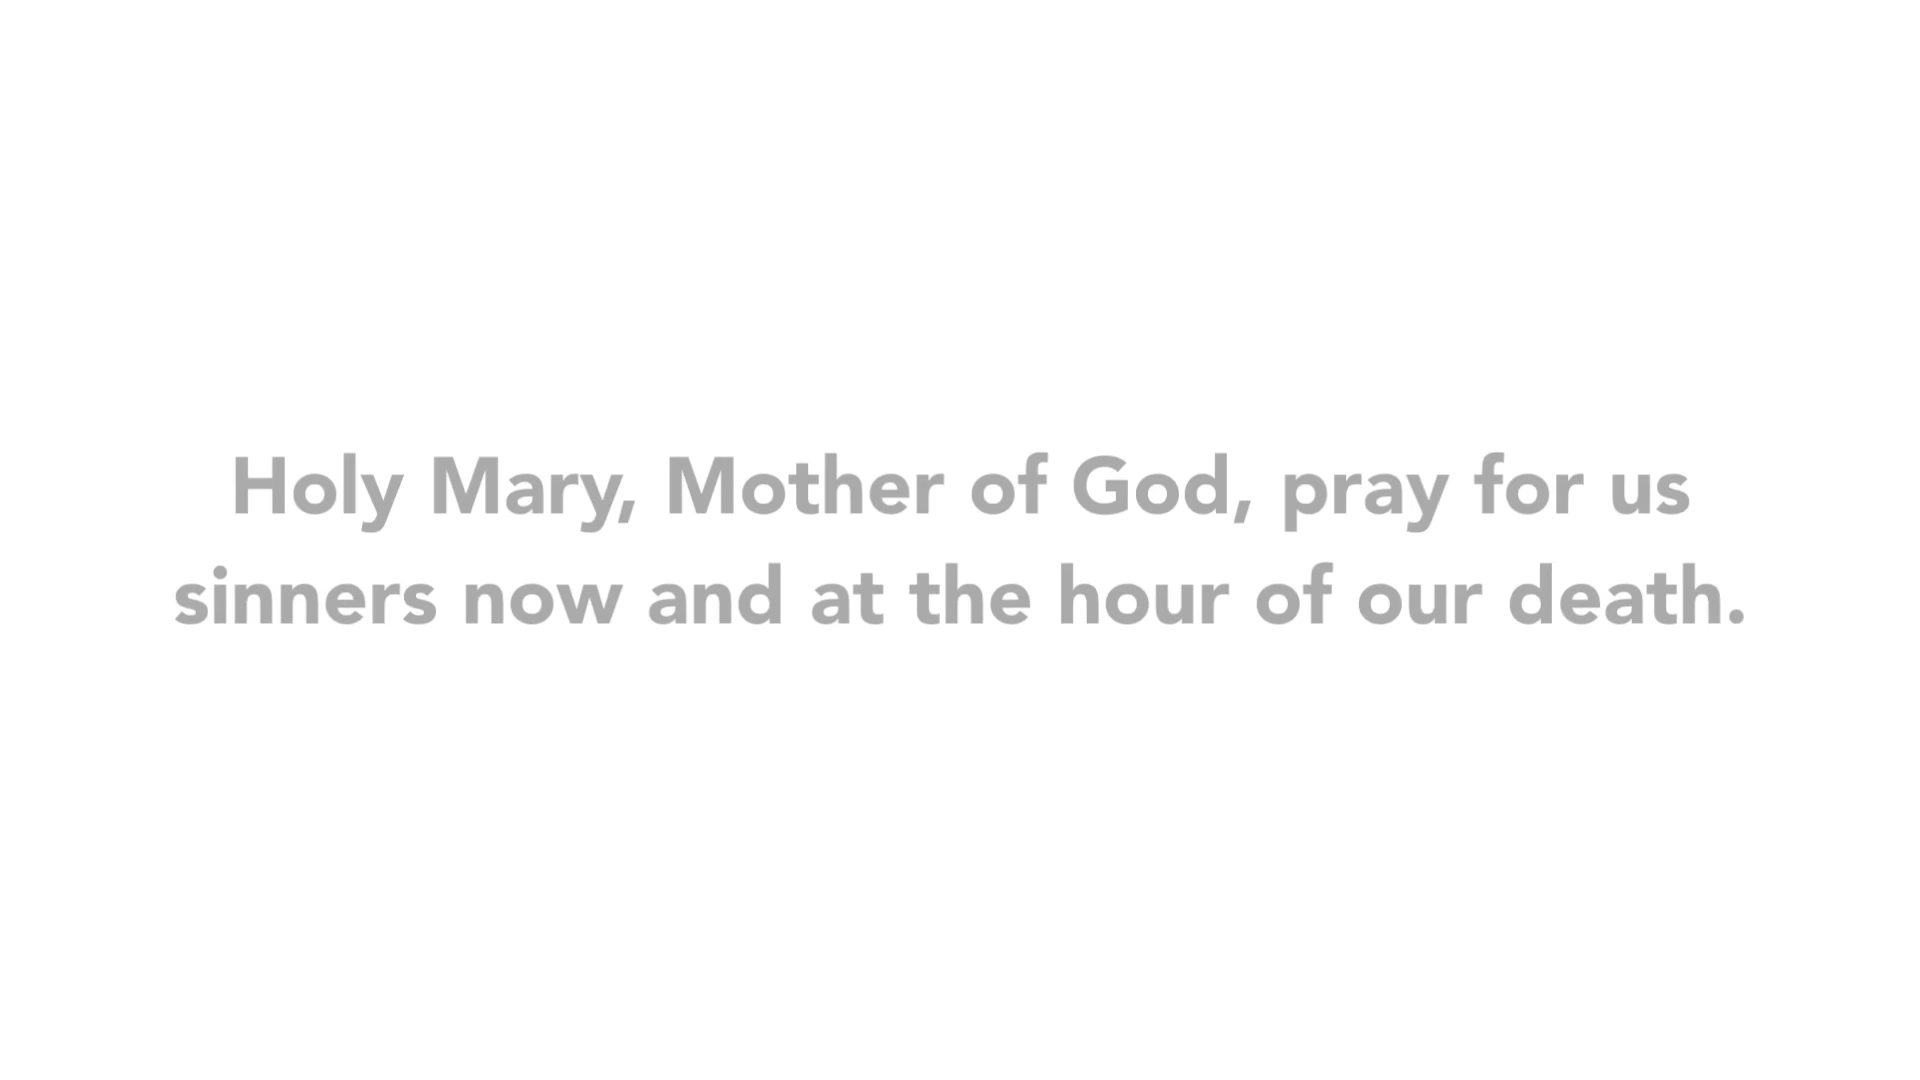 Holy Mary, Mother of God, pray for us
sinners now and at the hour of our death.